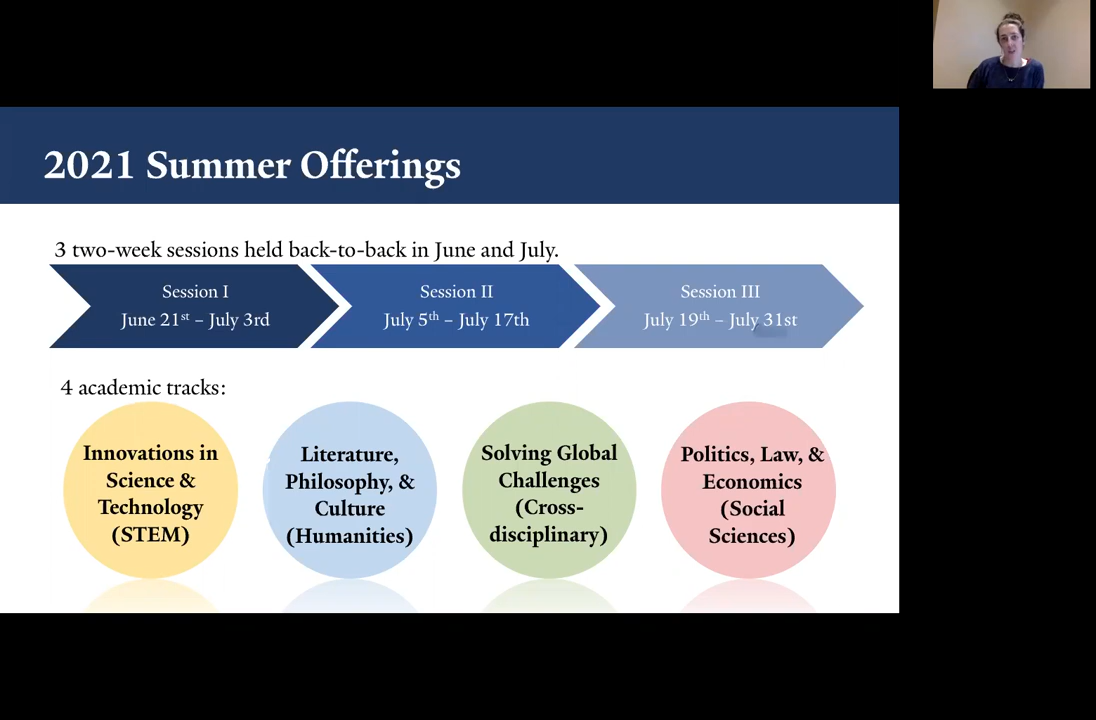 2021 Summer Offerings
3 two-week sessions held back-to-back in June and July.
Session I
June 21st – July 3rd
Session II
July 5th – July 17th
Session III
July 19th – July 31st
4 academic tracks:
Innovations in
Science &
Technology
(STEM)
Literature,
Philosophy, &
Culture
(Humanities)
Solving Global
Challenges
(Cross-
disciplinary)
Politics, Law, &
Economics
(Social
Sciences)